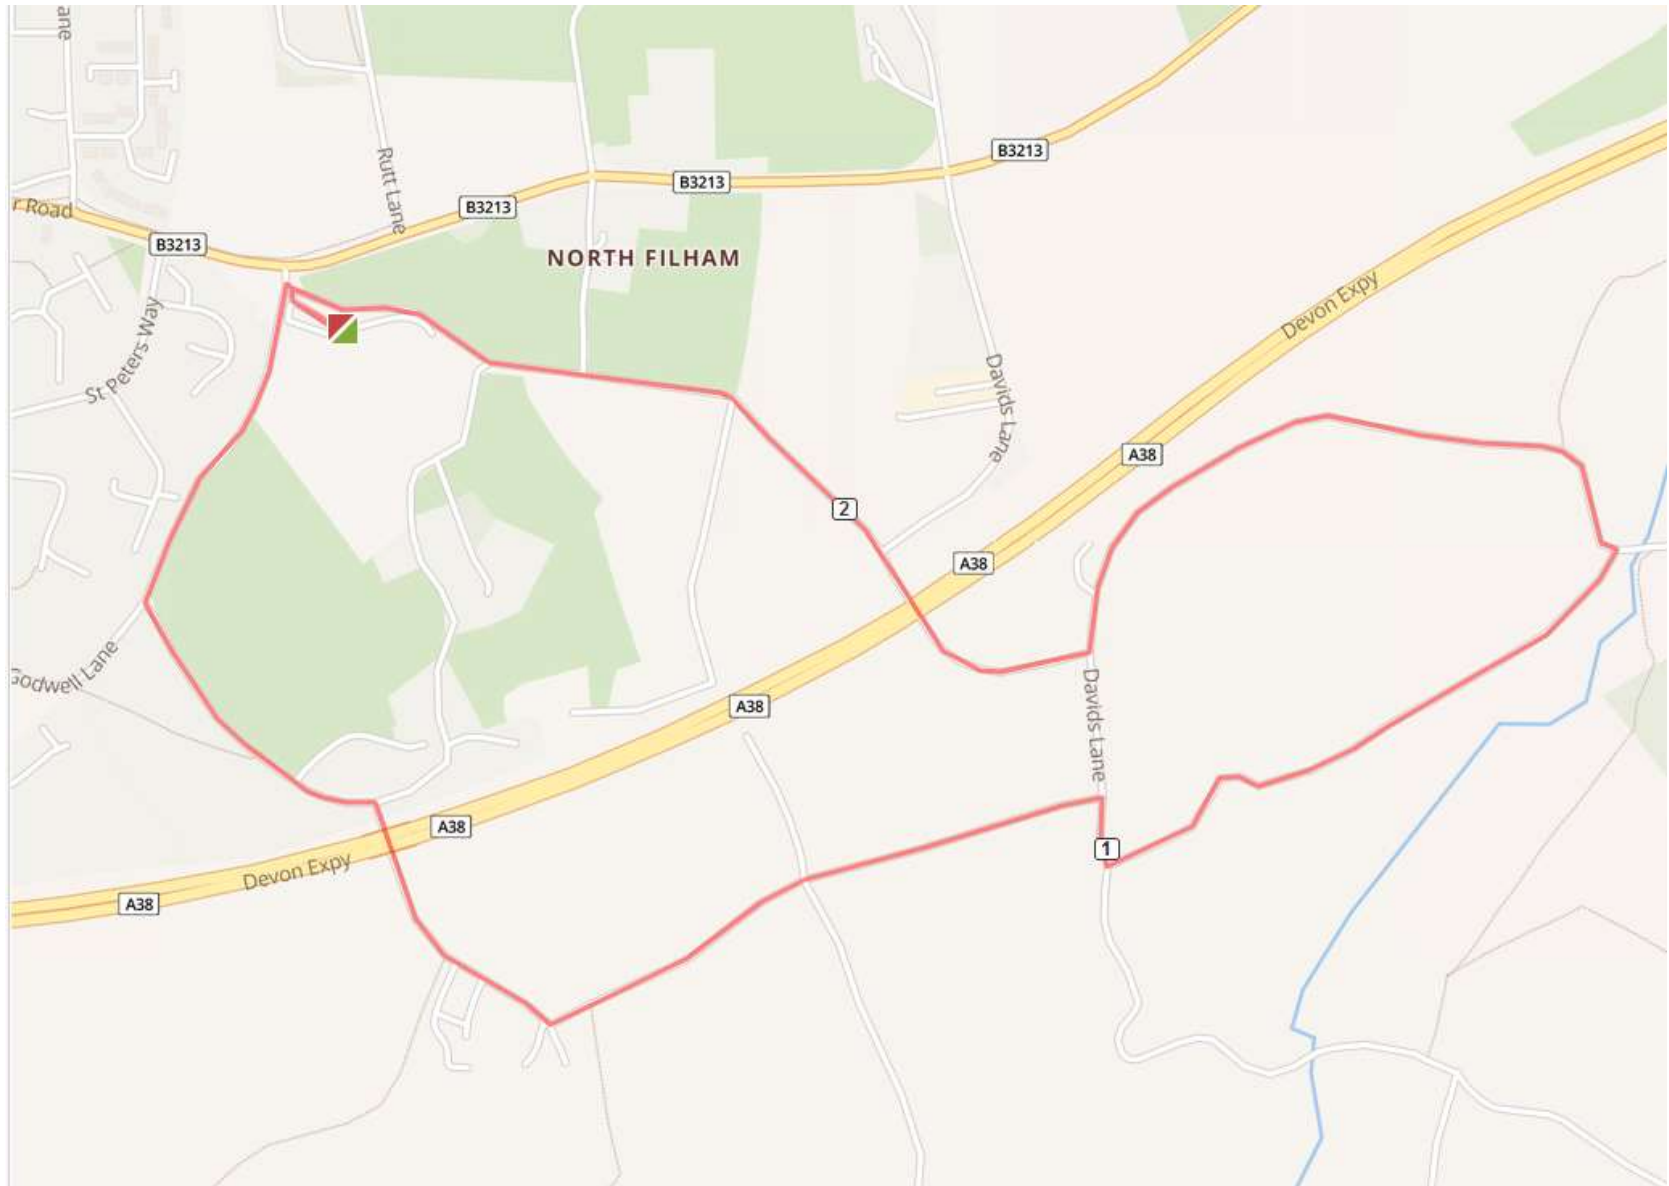 ane
Rutt Lane
B3213
B3213
r Road
B3213
B3213
NORTH FILHAM
St Peters Way
Devon Expy
Davids Lane
A38
2
A38
Godwell Lane
Davids Lane
A38
A38
1
Devon Expy
A38